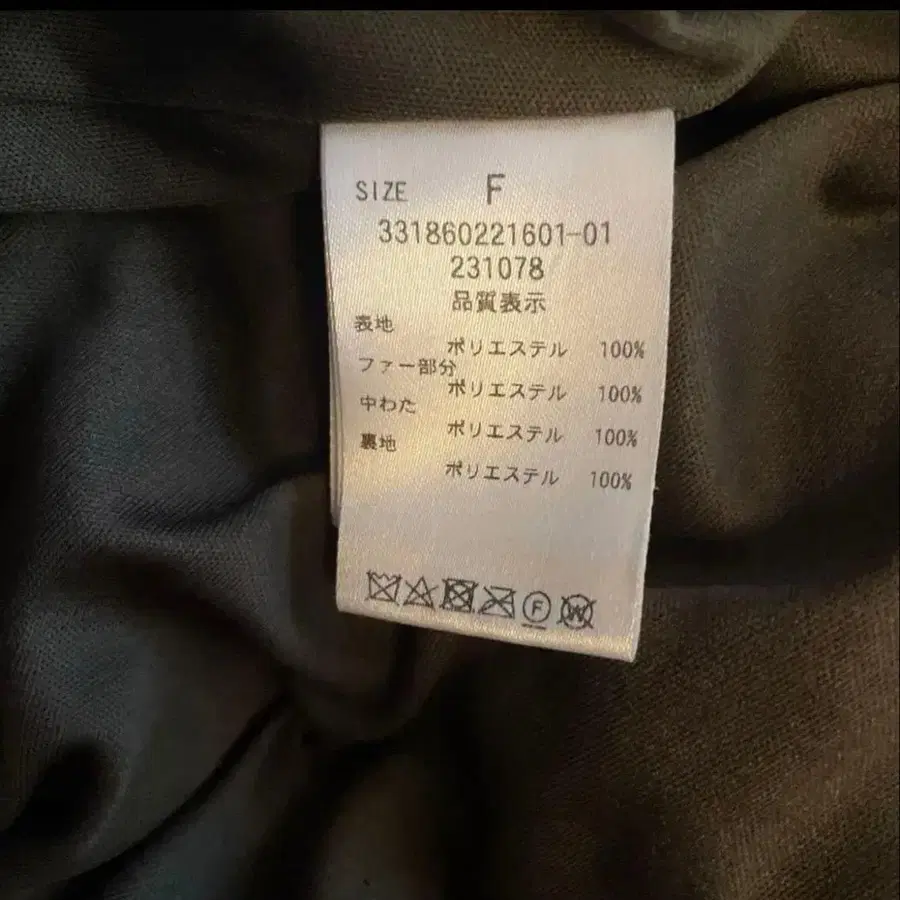 SIZE F
331860221601-01
231078
品質表示
表地
ポリエステル 100%
ファー部分
ポリエステル 100%
中わた
ポリエステル 100%
裏地
ポリエステル 100%
F W